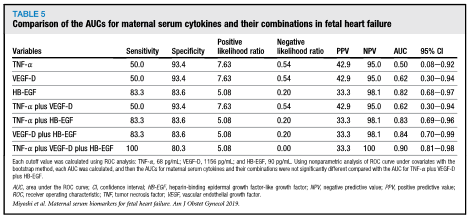 TABLE 5
Comparison of the AUCs for maternal serum cytokines and their combinations in fetal heart failure
Variables Sensitivity Specificity Positive likelihood ratio Negative likelihood ratio PPV NPV AUC 95% CI
TNF-α 50.0 93.4 7.63 0.54 42.9 95.0 0.50 0.08–0.92
VEGF-D 50.0 93.4 7.63 0.54 42.9 95.0 0.62 0.30–0.94
HB-EGF 83.3 83.6 5.08 0.20 33.3 98.1 0.82 0.68–0.97
TNF-α plus VEGF-D 50.0 93.4 7.63 0.54 42.9 95.0 0.62 0.30–0.94
TNF-α plus HB-EGF 83.3 83.6 5.08 0.20 33.3 98.1 0.83 0.69–0.96
VEGF-D plus HB-EGF 83.3 83.6 5.08 0.20 33.3 98.1 0.84 0.70–0.99
TNF-α plus VEGF-D plus HB-EGF 100 80.3 5.08 0.00 33.3 100 0.90 0.81–0.98
Each cutoff value was calculated using ROC analysis: TNF-α, 68 pg/mL; VEGF-D, 1156 pg/mL; and HB-EGF, 90 pg/mL. Using nonparametric analysis of ROC curve under covariates with the
bootstrap method, each AUC was calculated, and then the AUCs for maternal serum cytokines and their combinations were not significantly different compared with the AUC for TNF-α plus VEGF-D
plus HB-EGF.
AUC, area under the ROC curve; CI, confidence interval; HB-EGF, heparin-binding epidermal growth factor-like growth factor; NPV, negative predictive value; PPV, positive predictive value;
ROC, receiver operating characteristic; TNF, tumor necrosis factor; VEGF, vascular endothelial growth factor.
Miyoshi et al. Maternal serum biomarkers for fetal heart failure. Am J Obstet Gynecol 2019.